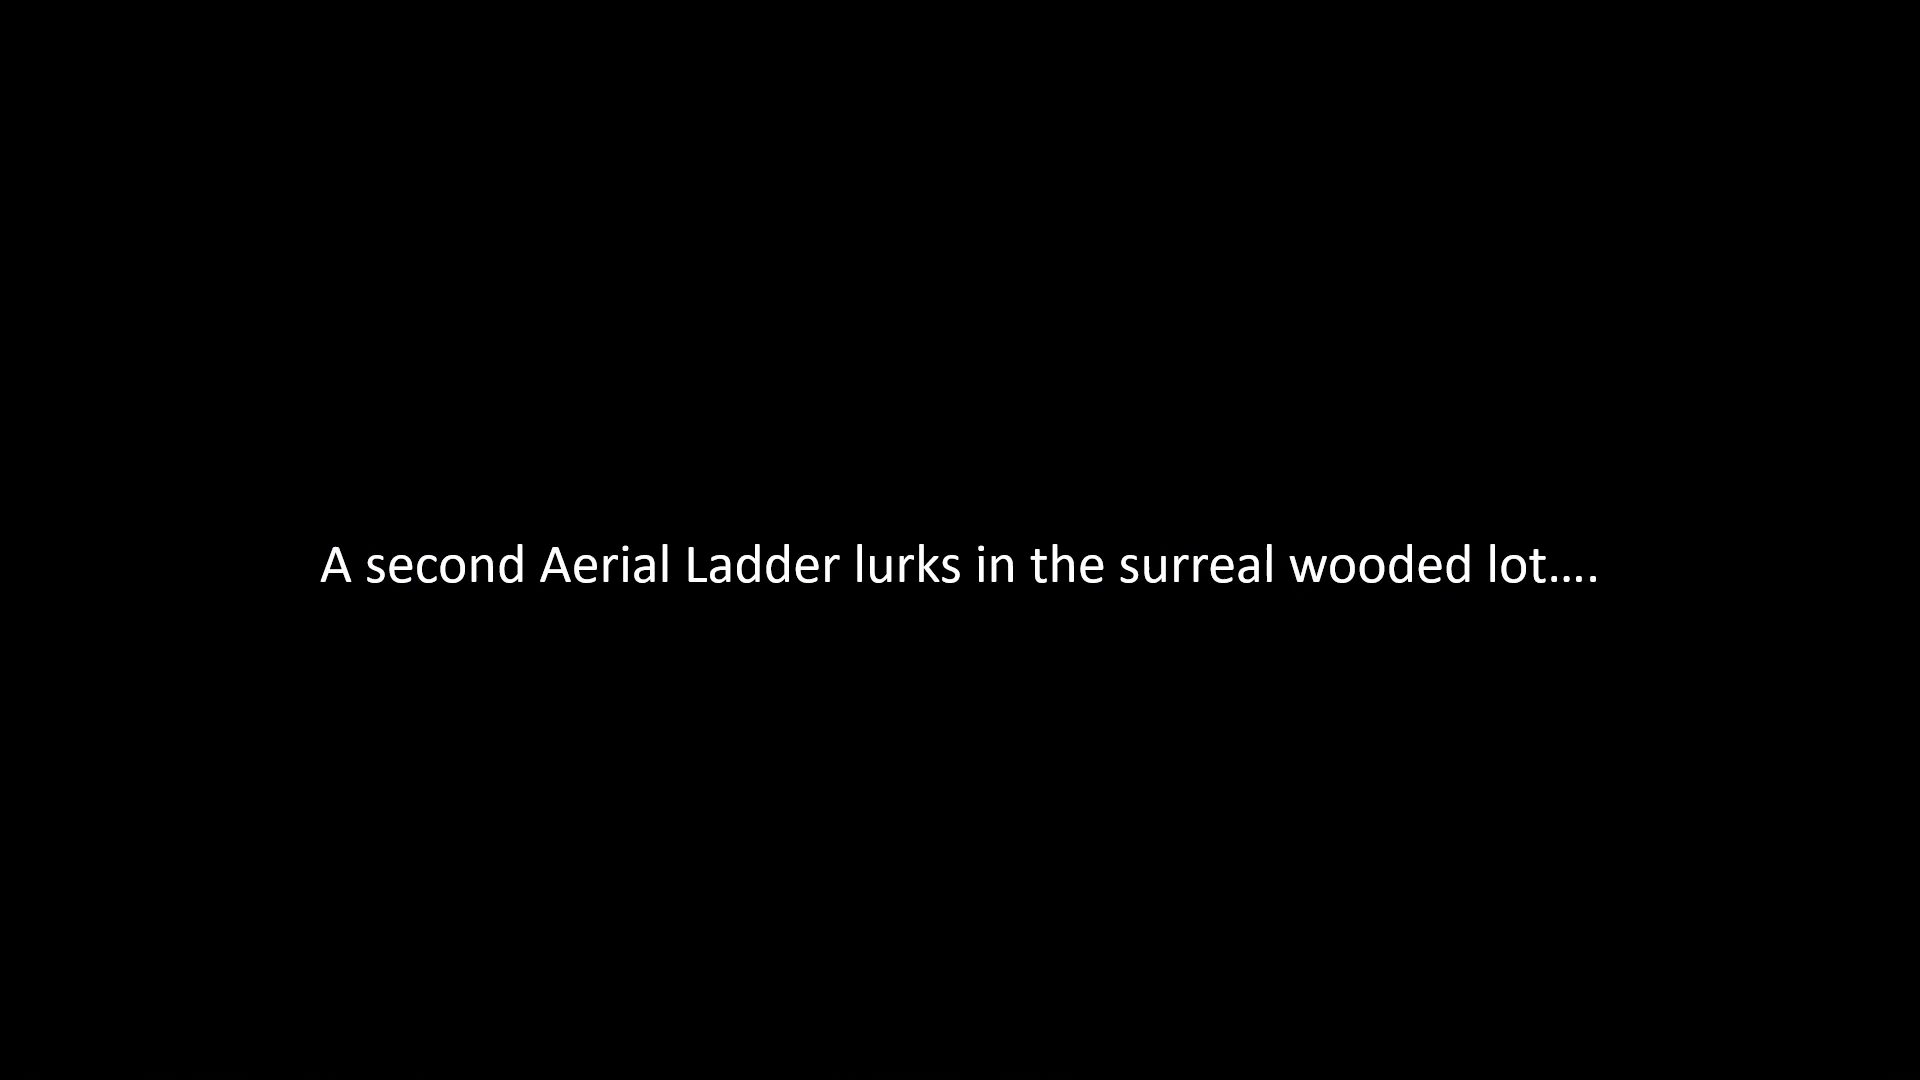 A second Aerial Ladder lurks in the surreal wooded lot....